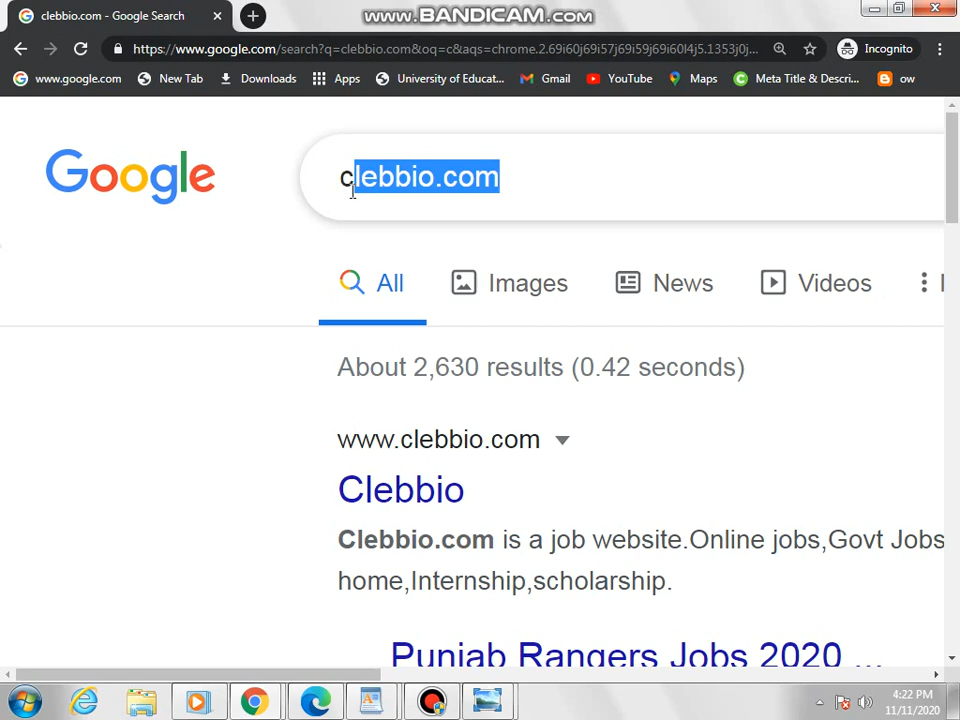 clebbio.com - Google Search
www.BANDICAM.com
https://www.google.com/search?q=clebbio.com&oq=c&aqs=chrome.2.69i60j69i57j69i59j69i60l4j5.1353j0j...
Incognito
www.google.com
New Tab
Downloads
Apps
University of Educat...
Gmail
YouTube
Maps
Meta Title & Descri...
ow
Google
clebbio.com
All
Images
News
Videos
About 2,630 results (0.42 seconds)
www.clebbio.com
Clebbio
Clebbio.com is a job website.Online jobs,Govt Jobs
home,Internship,scholarship.
Punjab Rangers Jobs 2020 ...
4:22 PM
11/11/2020